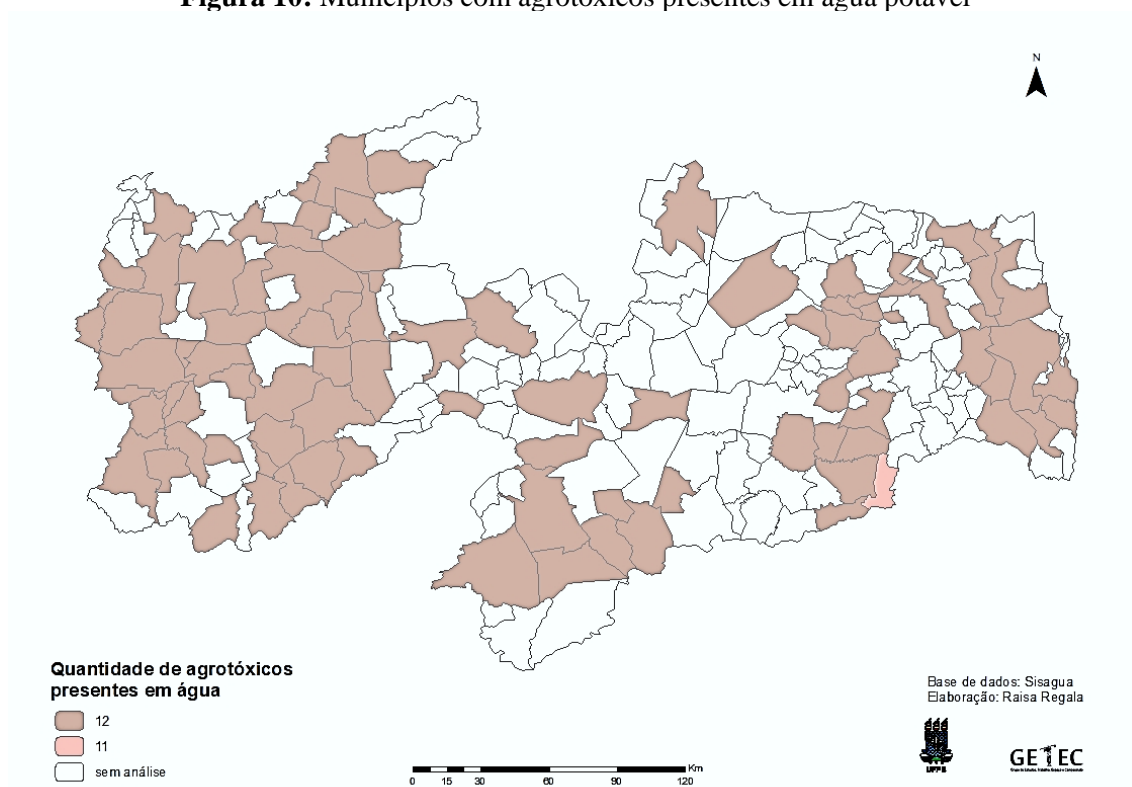 Figura 10: Municípios com agrotóxicos presentes em água potável
N
Quantidade de agrotóxicos
presentes em água
12
11
sem análise
Base de dados: Sisagua
Elaboração: Raisa Regala
UFPB
GETEC
Km
0 15 30 60 90 120